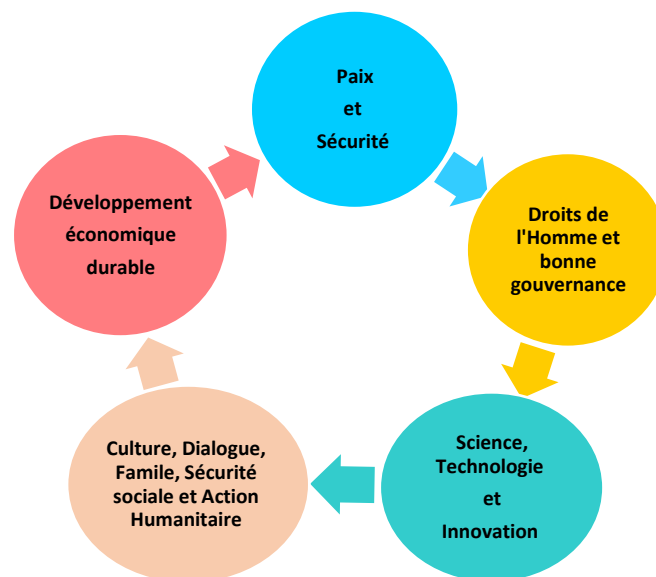 Paix
et
Sécurité
Droits de
l'Homme et
bonne
gouvernance
Science,
Technologie
et
Innovation
Culture, Dialogue,
Famile, Sécurité
sociale et Action
Humanitaire
Développement
économique
durable